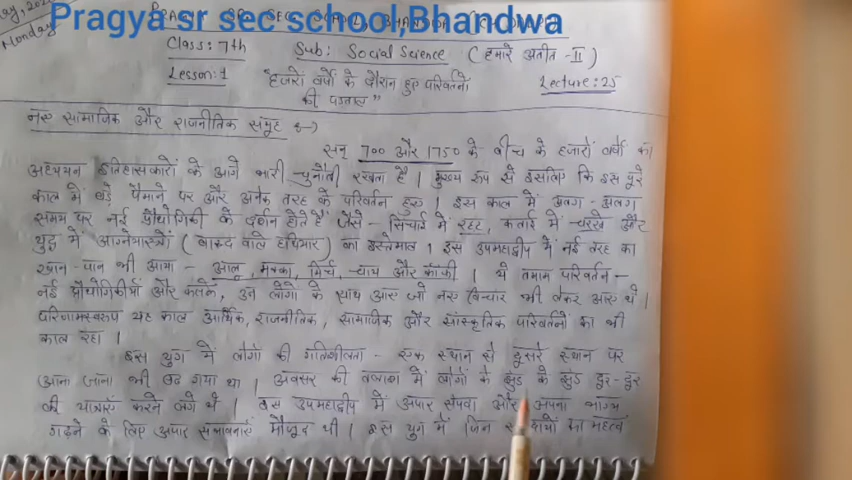 Pragya sr sec school,Bhandwa
Monday
Class: 7th Sub: Social Science (हमारे अतीत -II)
Lesson:1 "हजारों वर्षों के दौरान हुए परिवर्तनों Lecture:25
की पड़ताल"
नए सामाजिक और राजनीतिक समूह :-)
सन् 700 और 1750 के बीच के हजारों वर्षों का
अध्ययन इतिहासकारों के आगे भारी चुनौती रखता है। मुख्य रूप से इसलिए कि इस पूरे
काल में बड़े पैमाने पर और अनेक तरह के परिवर्तन हुए। इस काल में अलग-अलग
समय पर नई प्रौद्योगिकी के दर्शन होते हैं जैसे- सिंचाई में रहट, कताई में चरखे और
युद्ध में आग्नेयास्त्रों (बारूद वाले हथियार) का इस्तेमाल। इस उपमहाद्वीप में नई तरह का
खान-पान भी आया- आलू, मक्का, मिर्च, चाय और कॉफी। ये तमाम परिवर्तन-
नई प्रौद्योगिकीयाँ और फसलें, उन लोगों के साथ आए जो नए विचार भी लेकर आए थे।
परिणामस्वरूप यह काल आर्थिक, राजनीतिक, सामाजिक और सांस्कृतिक परिवर्तनों का भी
काल रहा।
इस युग में लोगों की गतिशीलता- एक स्थान से दूसरे स्थान पर
आना जाना भी बढ़ गया था। अवसर की तलाश में लोगों के झुंड के झुंड दूर-दूर
की यात्राएँ करने लगे थे। इस उपमहाद्वीप में अपार संपदा और अपना भाग्य
गढ़ने के लिए अपार संभावनाएँ मौजूद थी। इस युग में जिन समुदायों का महत्व